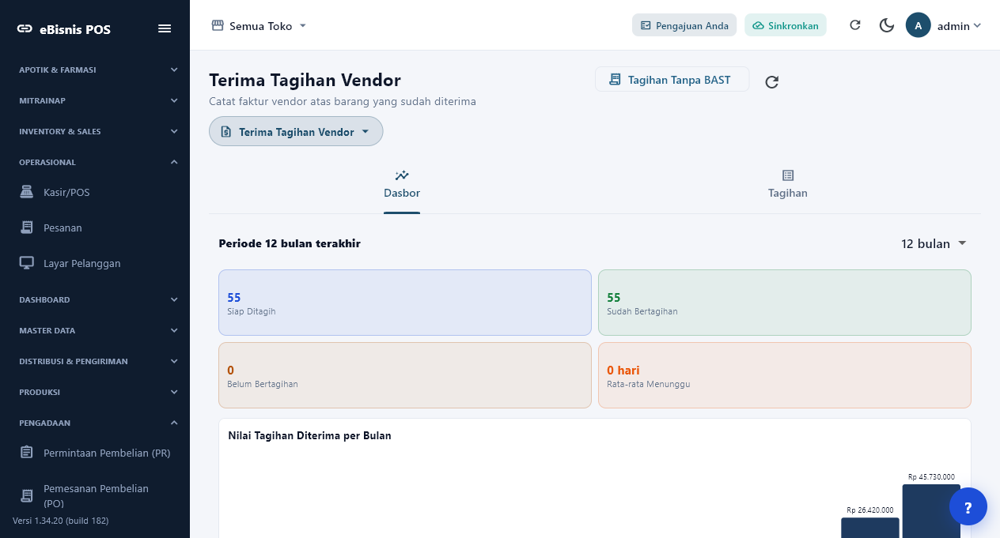 eBisnis POS
APOTIK & FARMASI
MITRAINAP
INVENTORY & SALES
OPERASIONAL
Kasir/POS
Pesanan
Layar Pelanggan
DASHBOARD
MASTER DATA
DISTRIBUSI & PENGIRIMAN
PRODUKSI
PENGADAAN
Permintaan Pembelian (PR)
Pemesanan Pembelian
(PO)
Versi 1.34.20 (build 182)
Semua Toko
Pengajuan Anda
Sinkronkan
A
admin
Terima Tagihan Vendor
Catat faktur vendor atas barang yang sudah diterima
Tagihan Tanpa BAST
Terima Tagihan Vendor
Dasbor
Tagihan
Periode 12 bulan terakhir
12 bulan
55
Siap Ditagih
55
Sudah Bertagihan
0
Belum Bertagihan
0 hari
Rata-rata Menunggu
Nilai Tagihan Diterima per Bulan
Rp 45.730.000
Rp 26.420.000
?